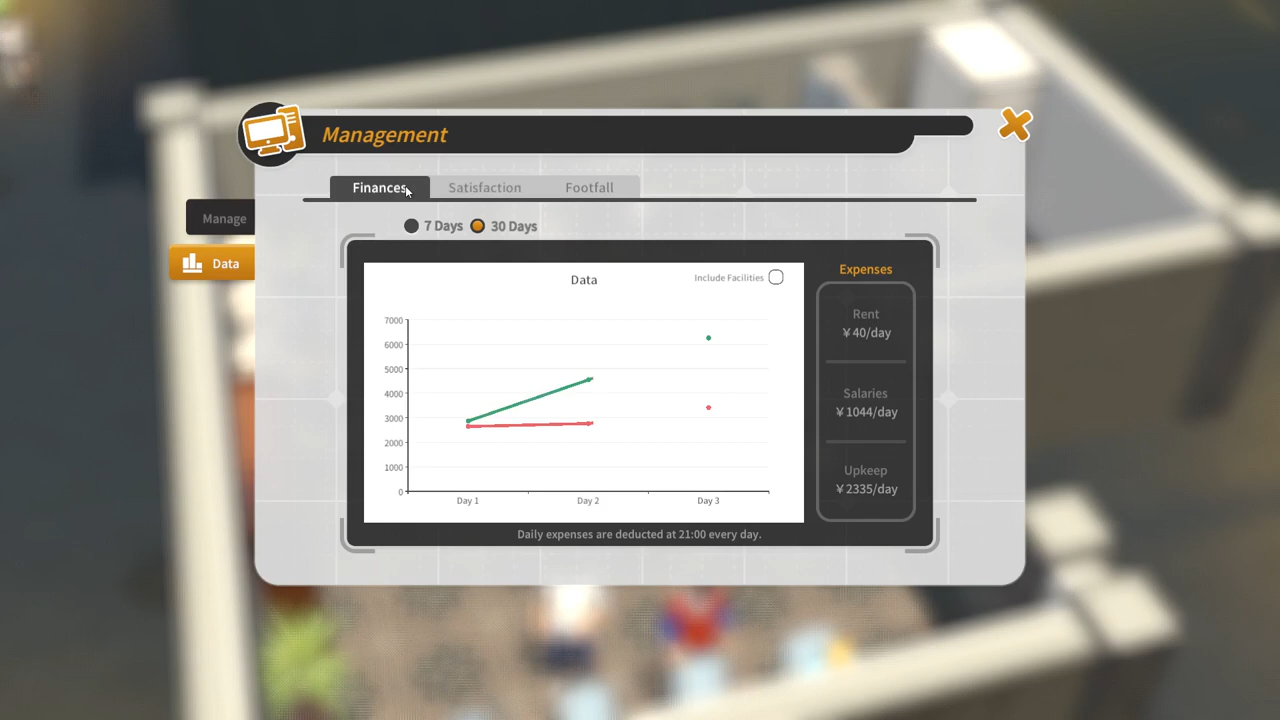 Management
Finances
Satisfaction
Footfall
Manage
Data
7 Days
30 Days
Data
Include Facilities
7000
6000
5000
4000
3000
2000
1000
0
Day 1
Day 2
Day 3
Expenses
Rent
¥40/day
Salaries
¥1044/day
Upkeep
¥2335/day
Daily expenses are deducted at 21:00 every day.